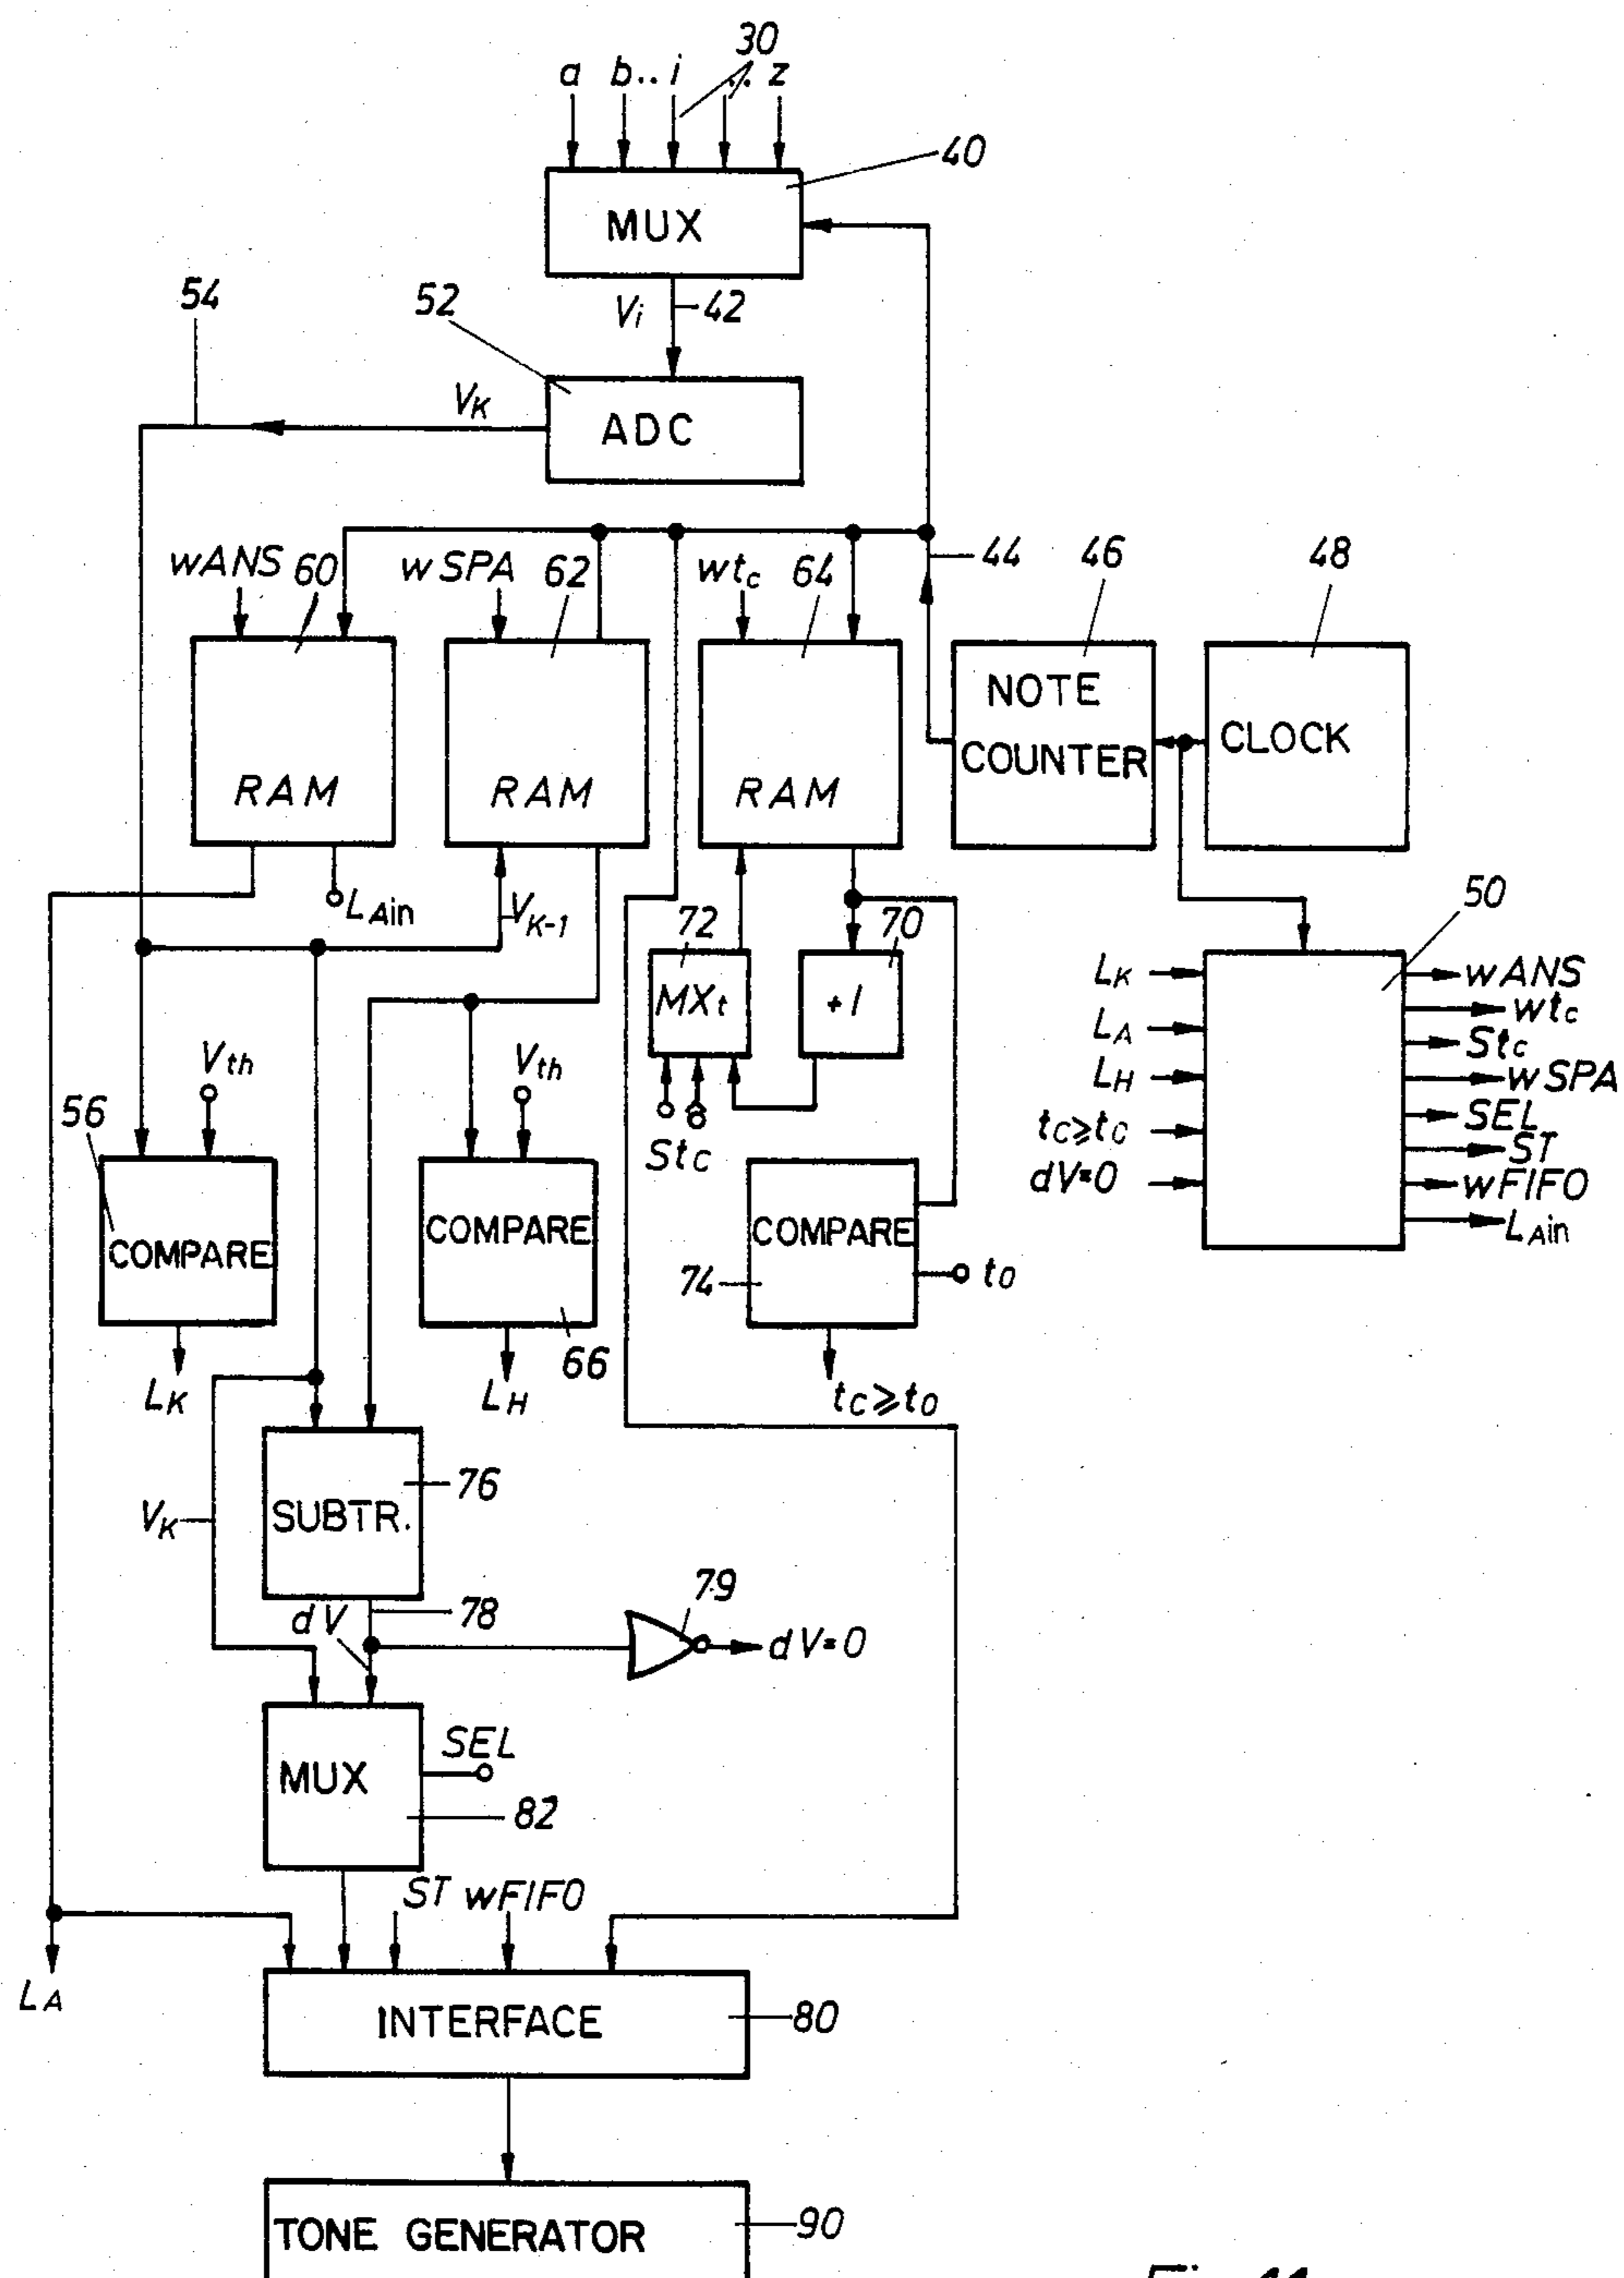 30
a b.. i .. z
40
MUX
54
52
Vi
42
VK
ADC
wANS 60
wSPA 62
wtc 64
44
46
48
NOTE
COUNTER
CLOCK
RAM
RAM
RAM
LAin
VK-1
72
70
50
MXt
+1
LK
LA
LH
tC≥t0
dV=0
wANS
wtc
Stc
wSPA
SEL
ST
wFIFO
LAin
Vth
Vth
56
StC
COMPARE
COMPARE
COMPARE
74
t0
66
LK
LH
tC≥t0
76
SUBTR.
VK
dV
78
79
dV=0
SEL
MUX
82
ST wFIFO
LA
INTERFACE
80
TONE GENERATOR
90